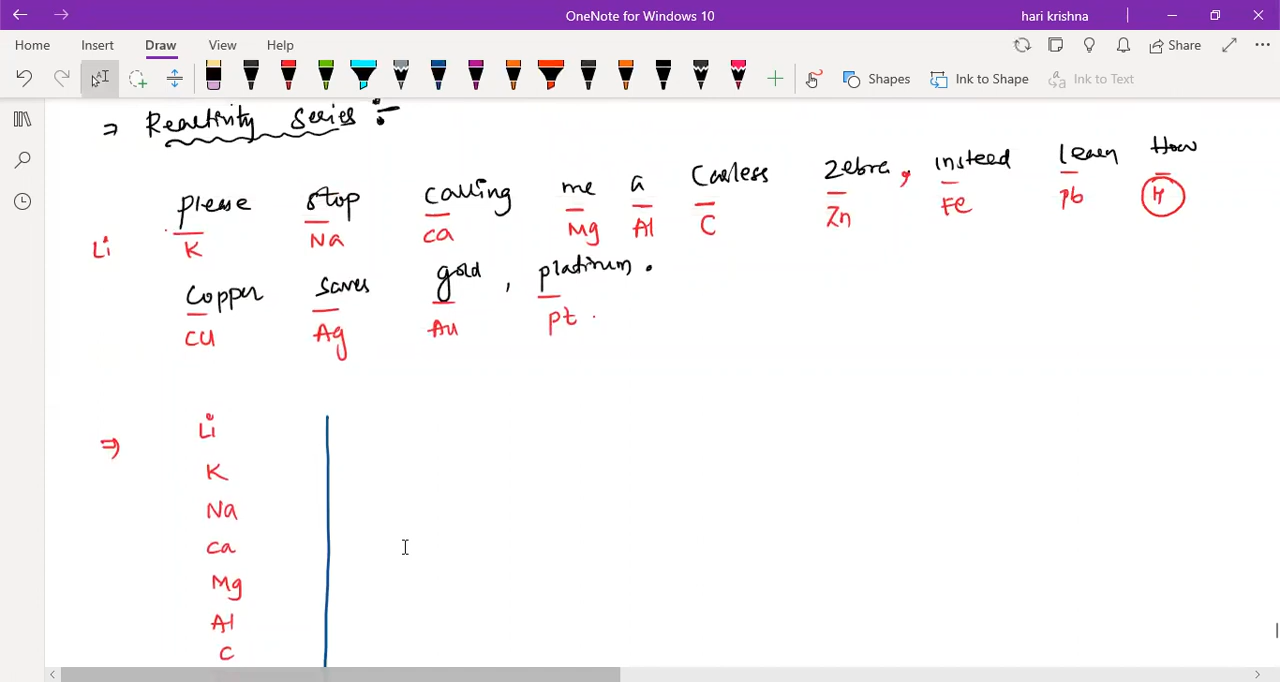 OneNote for Windows 10
hari krishna
Home Insert Draw View Help
Share
Shapes
Ink to Shape
Ink to Text
⇒ Reactivity Series :-
please stop calling me a Careless Zebra, instead learn How
Li K Na Ca Mg Al C Zn Fe Pb H
Copper saves gold, platinum.
Cu Ag Au Pt.
⇒ Li
K
Na
Ca
Mg
Al
C